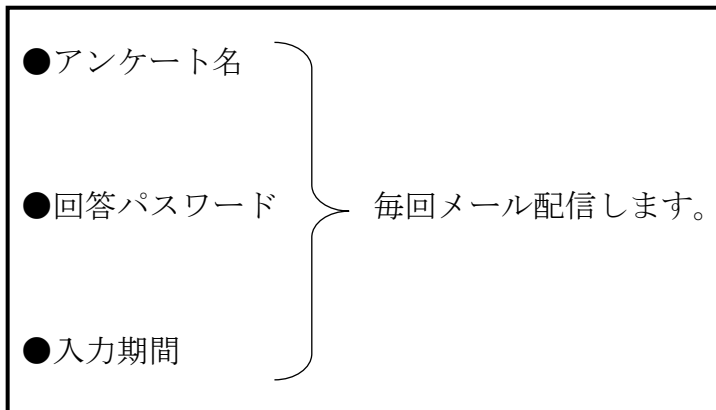 ●アンケート名
●回答パスワード 毎回メール配信します。
●入力期間